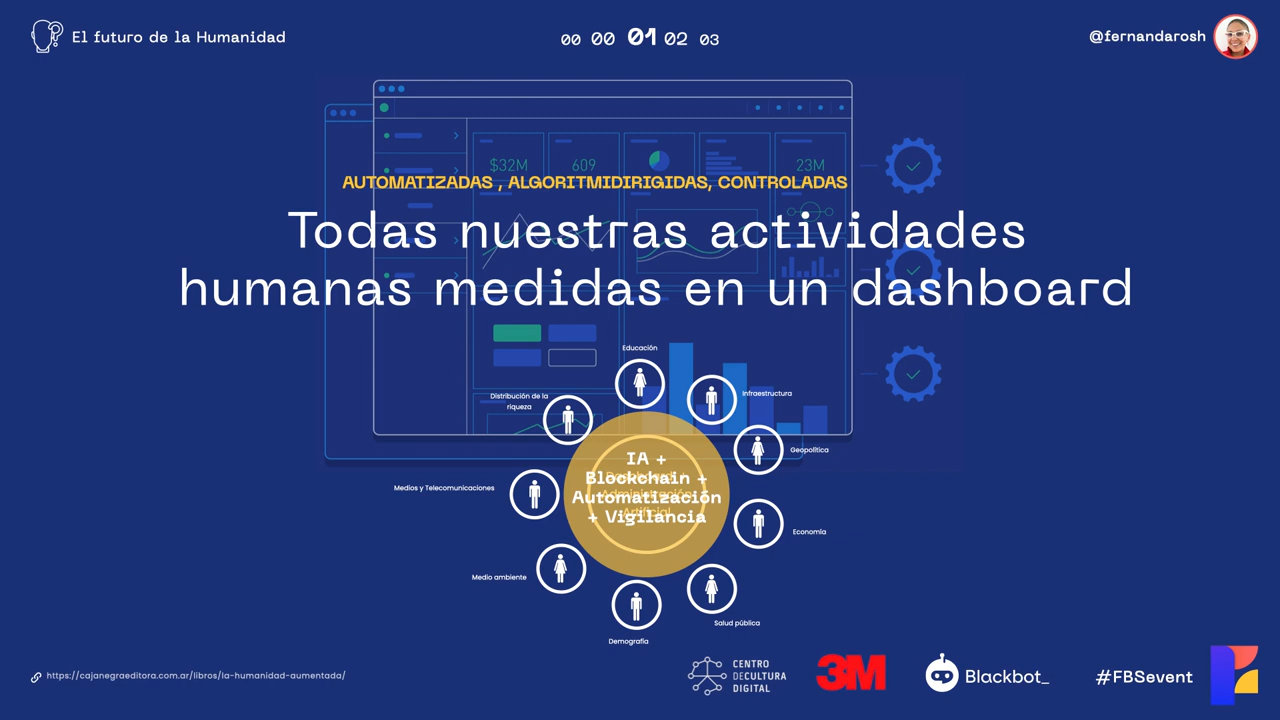 El futuro de la Humanidad
00 00 01 02 03
@fernandarosh
$32M
609
23M
AUTOMATIZADAS , ALGORITMIDIRIGIDAS, CONTROLADAS
Todas nuestras actividades
humanas medidas en un dashboard
Educación
Infraestructura
Distribución de la
riqueza
Geopolítica
Medios y Telecomunicaciones
IA +
Blockchain +
Automatización
+ Vigilancia
Administración
Artificial
Economía
Medio ambiente
Salud pública
Demografía
https://cajanegraeditora.com.ar/libros/la-humanidad-aumentada/
CENTRO
DECULTURA
DIGITAL
3M
Blackbot_
#FBSevent